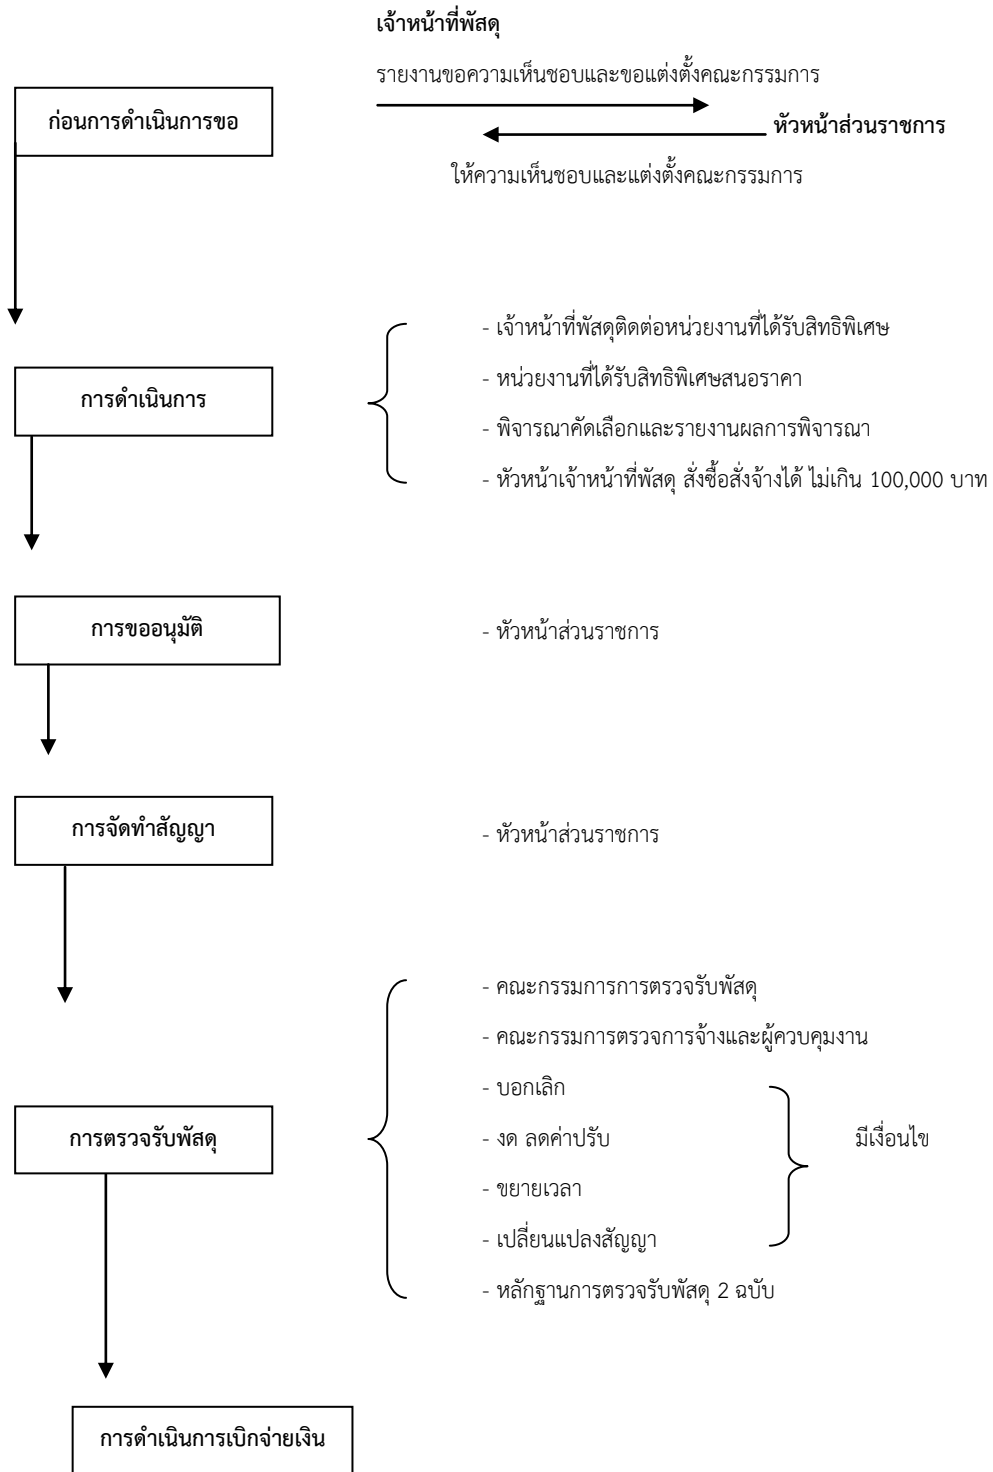 เจ้าหน้าที่พัสดุ
รายงานขอความเห็นชอบและขอแต่งตั้งคณะกรรมการ
ก่อนการดำเนินการขอ
หัวหน้าส่วนราชการ
ให้ความเห็นชอบและแต่งตั้งคณะกรรมการ
- เจ้าหน้าที่พัสดุติดต่อหน่วยงานที่ได้รับสิทธิพิเศษ
การดำเนินการ
- หน่วยงานที่ได้รับสิทธิพิเศษสนอราคา
- พิจารณาคัดเลือกและรายงานผลการพิจารณา
- หัวหน้าเจ้าหน้าที่พัสดุ สั่งซื้อสั่งจ้างได้ ไม่เกิน 100,000 บาท
การขออนุมัติ
- หัวหน้าส่วนราชการ
การจัดทำสัญญา
- หัวหน้าส่วนราชการ
- คณะกรรมการการตรวจรับพัสดุ
- คณะกรรมการตรวจการจ้างและผู้ควบคุมงาน
- บอกเลิก
การตรวจรับพัสดุ
- งด ลดค่าปรับ
มีเงื่อนไข
- ขยายเวลา
- เปลี่ยนแปลงสัญญา
- หลักฐานการตรวจรับพัสดุ 2 ฉบับ
การดำเนินการเบิกจ่ายเงิน